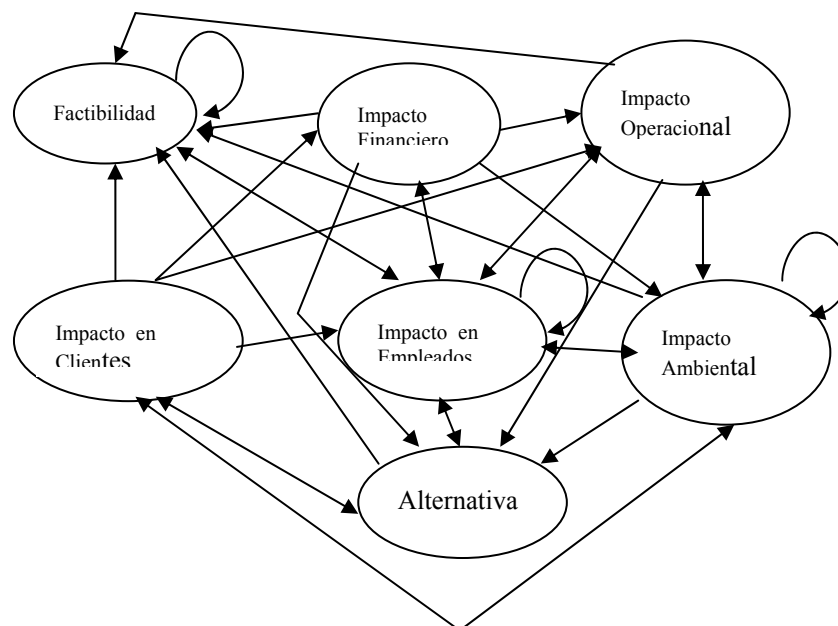 Factibilidad
Impacto
Financiero
Impacto
Operacional
Impacto en
Clientes
Impacto en
Empleados
Impacto
Ambiental
Alternativa